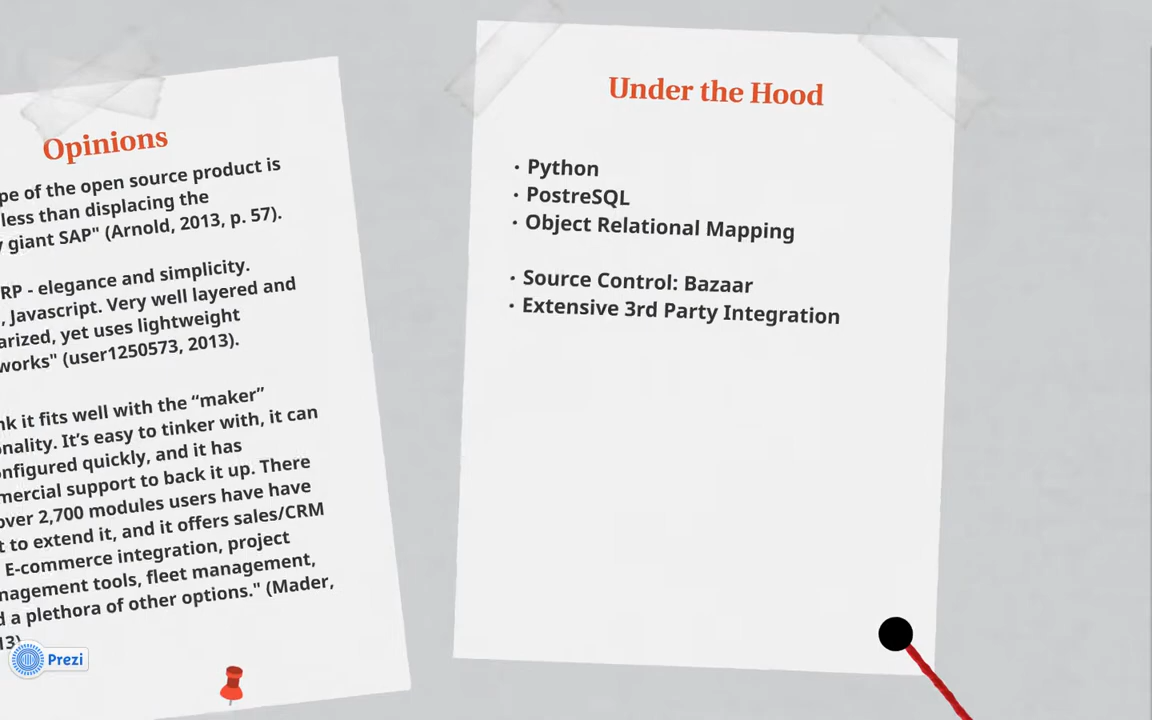 Opinions
pe of the open source product is
less than displacing the
y giant SAP" (Arnold, 2013, p. 57).
RP - elegance and simplicity.
, Javascript. Very well layered and
arized, yet uses lightweight
works" (user1250573, 2013).
nk it fits well with the “maker”
onality. It’s easy to tinker with, it can
onfigured quickly, and it has
mercial support to back it up. There
over 2,700 modules users have have
t to extend it, and it offers sales/CRM
E-commerce integration, project
nagement tools, fleet management,
d a plethora of other options." (Mader,
13)
Prezi
Under the Hood
• Python
• PostreSQL
• Object Relational Mapping
• Source Control: Bazaar
• Extensive 3rd Party Integration